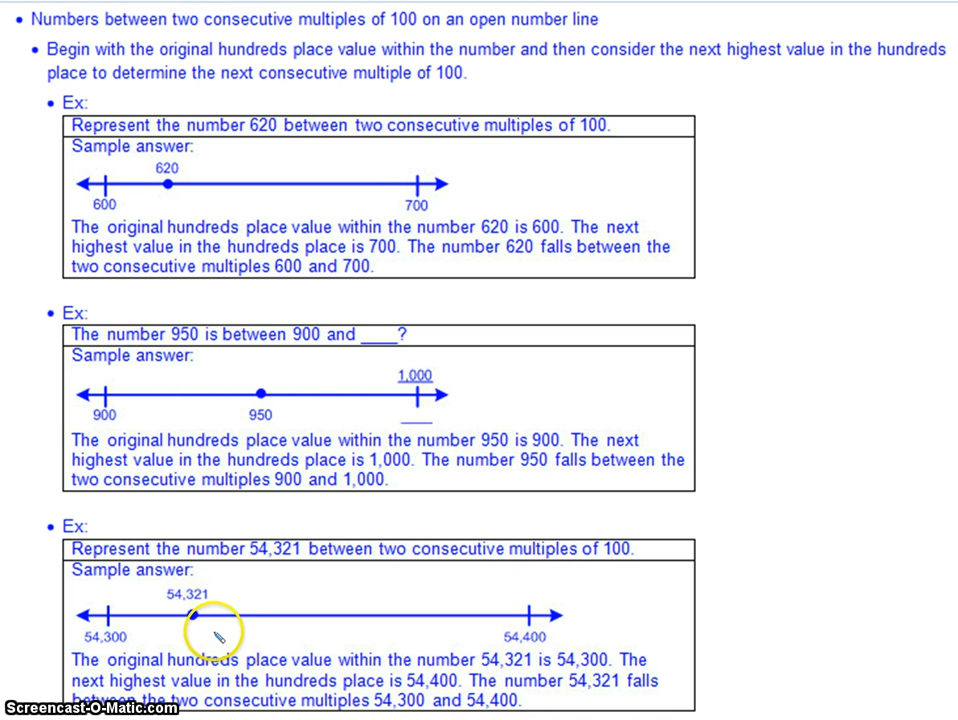 • Numbers between two consecutive multiples of 100 on an open number line
• Begin with the original hundreds place value within the number and then consider the next highest value in the hundreds
place to determine the next consecutive multiple of 100.
• Ex:
Represent the number 620 between two consecutive multiples of 100.
Sample answer:
620
600 700
The original hundreds place value within the number 620 is 600. The next
highest value in the hundreds place is 700. The number 620 falls between the
two consecutive multiples 600 and 700.
• Ex:
The number 950 is between 900 and ____?
Sample answer:
1,000
900 950 ____
The original hundreds place value within the number 950 is 900. The next
highest value in the hundreds place is 1,000. The number 950 falls between the
two consecutive multiples 900 and 1,000.
• Ex:
Represent the number 54,321 between two consecutive multiples of 100.
Sample answer:
54,321
54,300 54,400
The original hundreds place value within the number 54,321 is 54,300. The
next highest value in the hundreds place is 54,400. The number 54,321 falls
between the two consecutive multiples 54,300 and 54,400.
Screencast-O-Matic.com